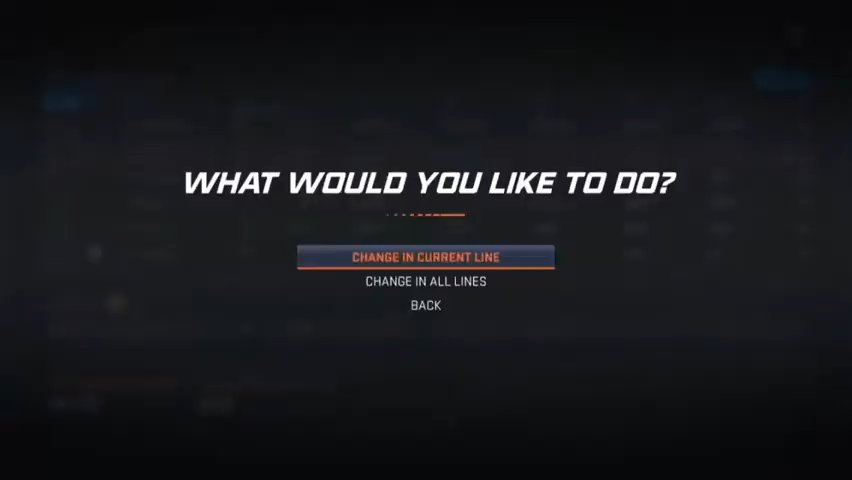 WHAT WOULD YOU LIKE TO DO?
CHANGE IN CURRENT LINE
CHANGE IN ALL LINES
BACK